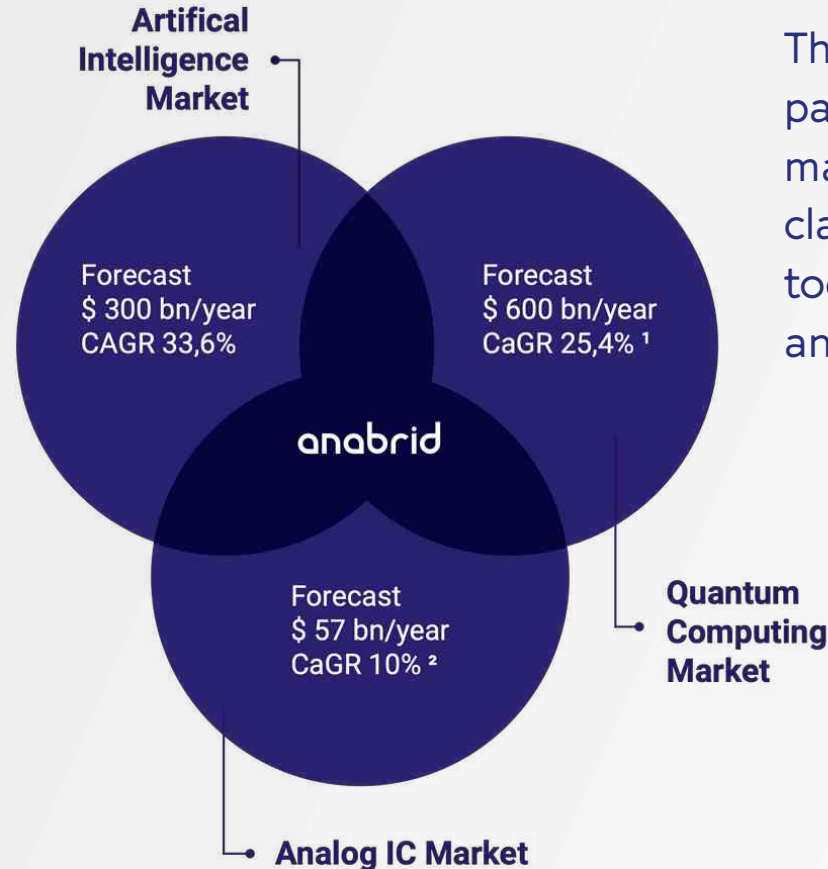 Artifical
Intelligence
Market
Forecast
$ 300 bn/year
CAGR 33,6%
Forecast
$ 600 bn/year
CaGR 25,4% ¹
anabrid
Forecast
$ 57 bn/year
CaGR 10% ²
Quantum
Computing
Market
Analog IC Market